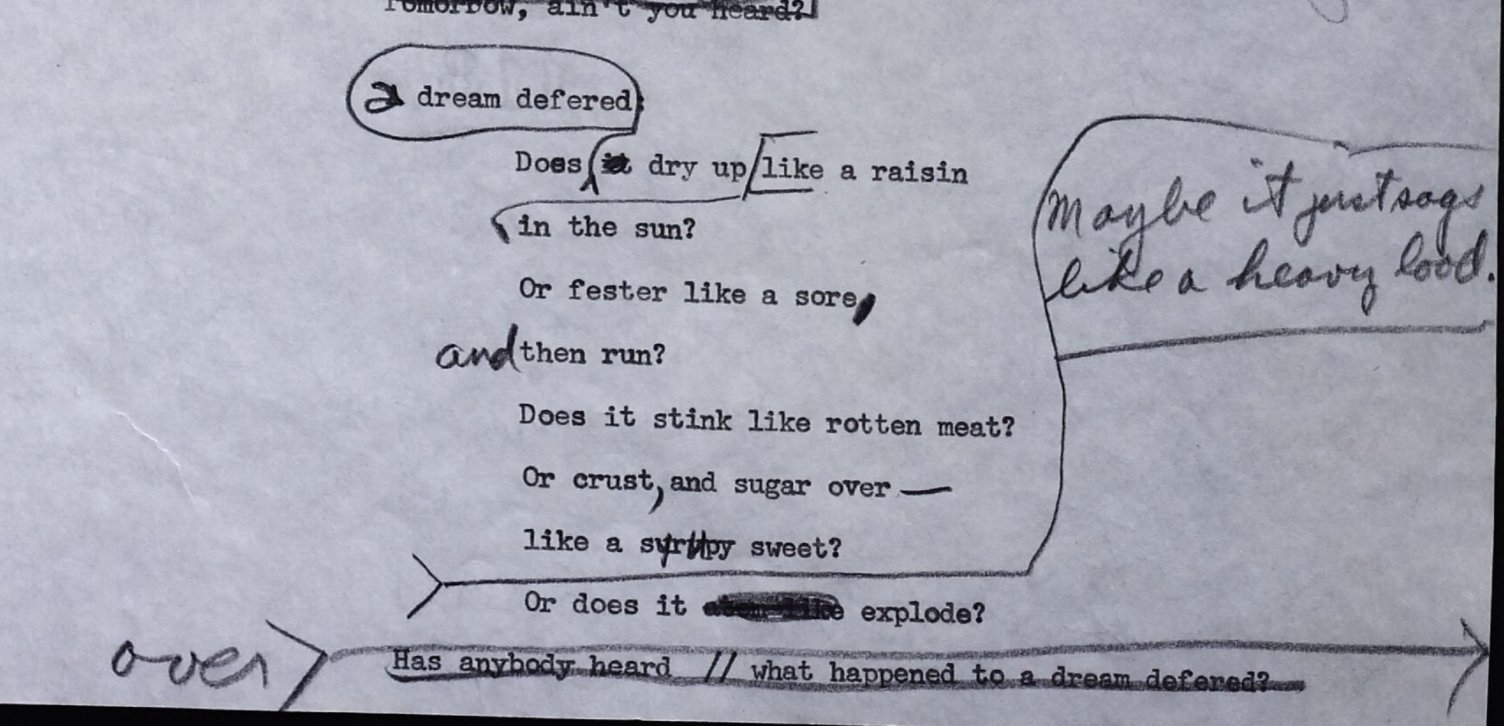 Tomorrow, ain't you heard?
a dream defered
Does it dry up like a raisin
in the sun?
Or fester like a sore,
and then run?
Does it stink like rotten meat?
Or crust, and sugar over —
like a syrupy sweet?
Maybe it just sags
like a heavy load.
Or does it explode?
over
Has anybody heard // what happened to a dream defered?